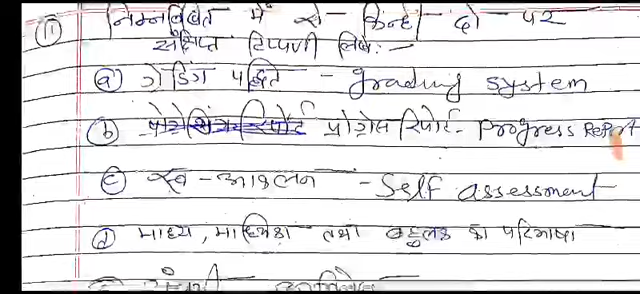 (11) निम्नलिखित में से किन्हीं दो पर
संक्षिप्त टिप्पणी लिखें:-
(a) ग्रेडिंग पद्धति - grading system
(b) प्रोग्रेस रिपोर्ट - Progress Report
(c) स्व-आकलन - Self assessment
(d) माध्य, माध्यिका तथा बहुलक की परिभाषा